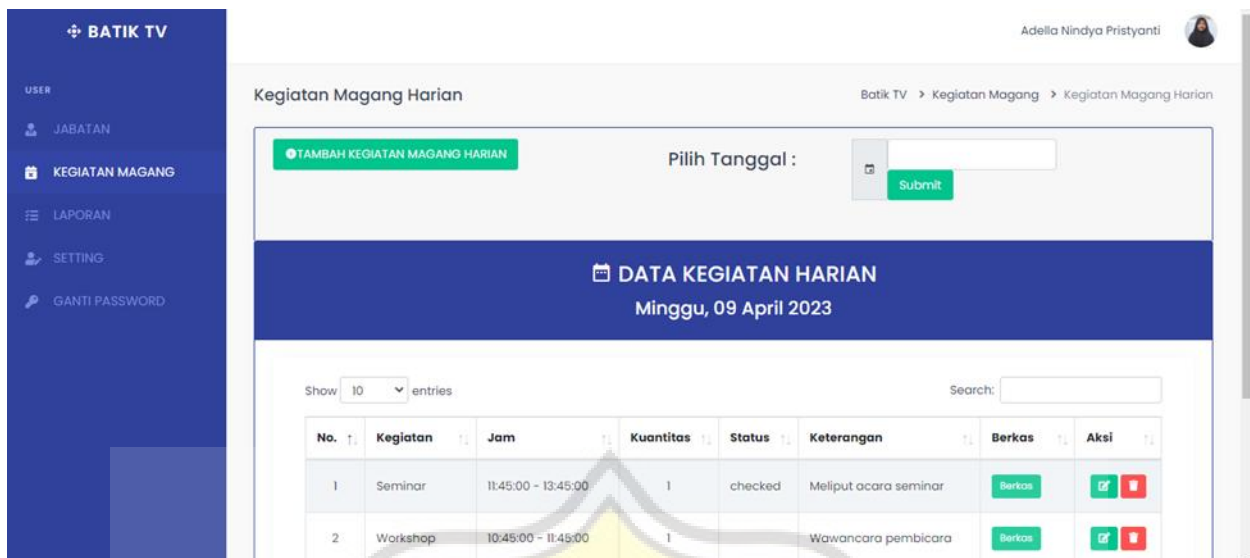 BATIK TV
Adella Nindya Pristyanti
USER
JABATAN
KEGIATAN MAGANG
LAPORAN
SETTING
GANTI PASSWORD
Kegiatan Magang Harian
Batik TV > Kegiatan Magang > Kegiatan Magang Harian
TAMBAH KEGIATAN MAGANG HARIAN
Pilih Tanggal :
Submit
DATA KEGIATAN HARIAN
Minggu, 09 April 2023
Show 10 entries
Search:
No. Kegiatan Jam Kuantitas Status Keterangan Berkas Aksi
1 Seminar 11:45:00 - 13:45:00 1 checked Meliput acara seminar Berkas
2 Workshop 10:45:00 - 11:45:00 1 Wawancara pembicara Berkas